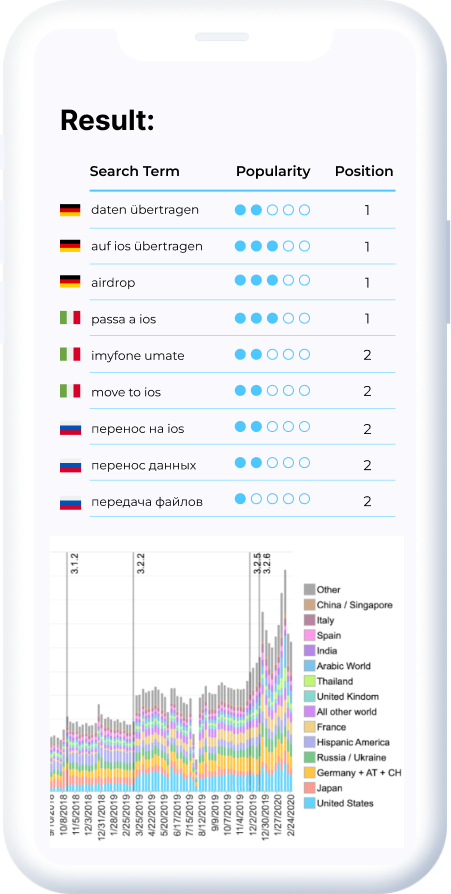 Result:
Search Term Popularity Position
daten übertragen 1
auf ios übertragen 1
airdrop 1
passa a ios 1
imyfone umate 2
move to ios 2
перенос на ios 2
перенос данных 2
передача файлов 2
3.1.2
3.2.2
3.2.5
3.2.6
Other
China / Singapore
Italy
Spain
India
Arabic World
Thailand
United Kindom
All other world
France
Hispanic America
Russia / Ukraine
Germany + AT + CH
Japan
United States
10/8/2018
11/5/2018
12/3/2018
12/31/2018
1/28/2019
2/25/2019
3/25/2019
4/22/2019
5/20/2019
6/17/2019
7/15/2019
8/12/2019
9/9/2019
10/7/2019
11/4/2019
12/2/2019
12/30/2019
1/27/2020
2/24/2020